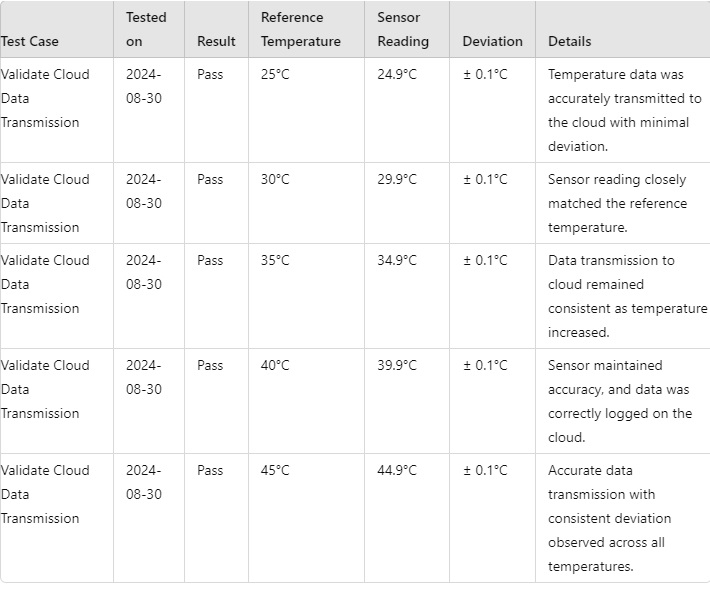 Test Case
Tested
on
Result
Reference
Temperature
Sensor
Reading
Deviation
Details
Validate Cloud
Data
Transmission
2024-
08-30
Pass
25°C
24.9°C
± 0.1°C
Temperature data was
accurately transmitted to
the cloud with minimal
deviation.
Validate Cloud
Data
Transmission
2024-
08-30
Pass
30°C
29.9°C
± 0.1°C
Sensor reading closely
matched the reference
temperature.
Validate Cloud
Data
Transmission
2024-
08-30
Pass
35°C
34.9°C
± 0.1°C
Data transmission to
cloud remained
consistent as temperature
increased.
Validate Cloud
Data
Transmission
2024-
08-30
Pass
40°C
39.9°C
± 0.1°C
Sensor maintained
accuracy, and data was
correctly logged on the
cloud.
Validate Cloud
Data
Transmission
2024-
08-30
Pass
45°C
44.9°C
± 0.1°C
Accurate data
transmission with
consistent deviation
observed across all
temperatures.